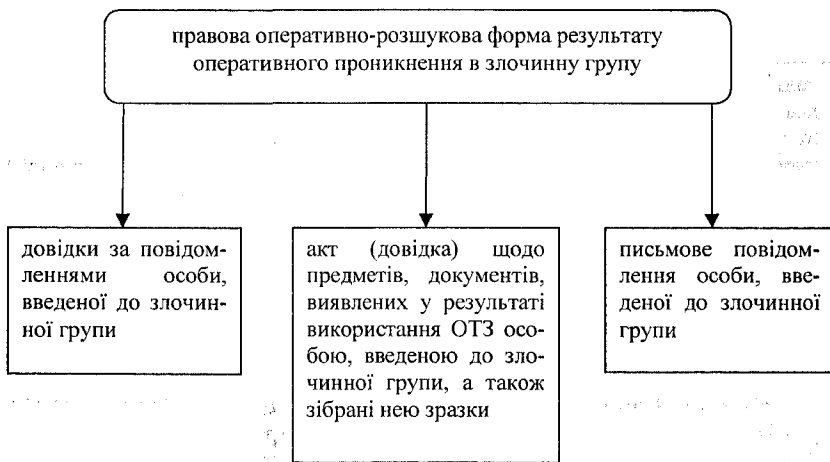 правова оперативно-розшукова форма результату
оперативного проникнення в злочинну групу
довідки за повідом-
леннями особи,
введеної до злочин-
ної групи
акт (довідка) щодо
предметів, документів,
виявлених у результаті
використання ОТЗ осо-
бою, введеною до зло-
чинної групи, а також
зібрані нею зразки
письмове повідом-
лення особи, вве-
деної до злочинної
групи